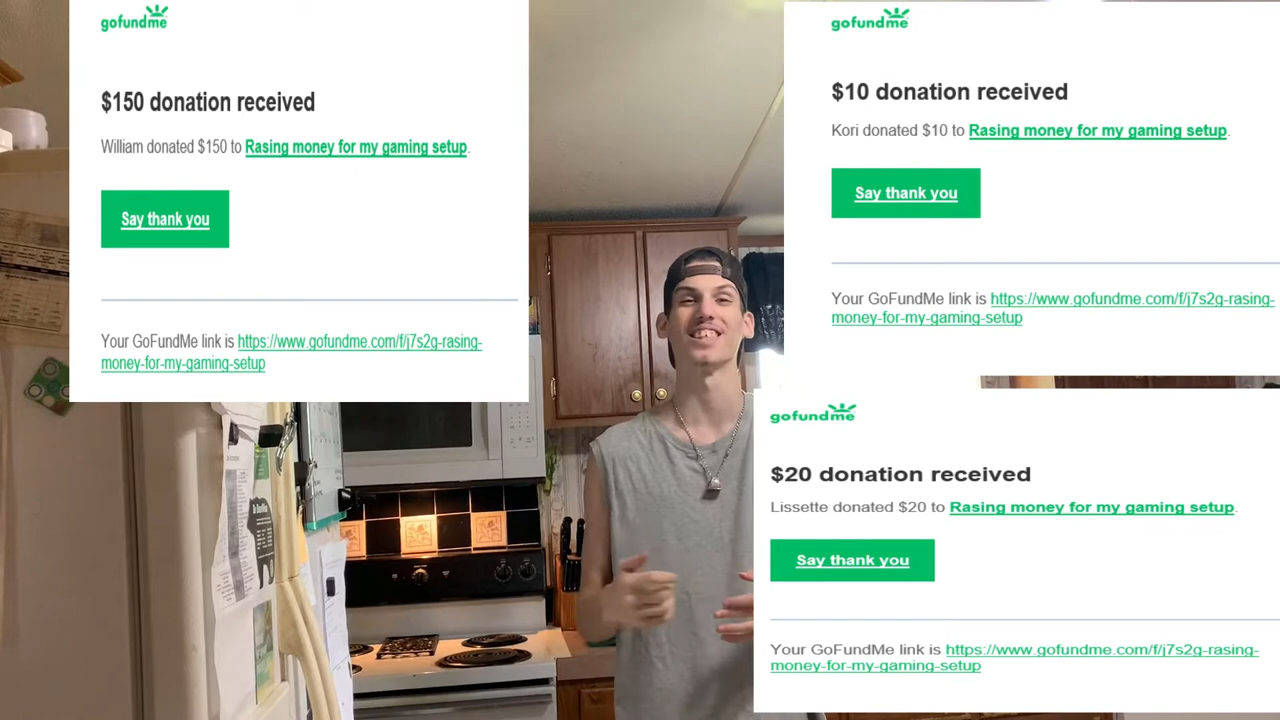 gofundme
$150 donation received
William donated $150 to Rasing money for my gaming setup.
Say thank you
Your GoFundMe link is https://www.gofundme.com/f/j7s2g-rasing-
money-for-my-gaming-setup
gofundme
$10 donation received
Kori donated $10 to Rasing money for my gaming setup.
Say thank you
Your GoFundMe link is https://www.gofundme.com/f/j7s2g-rasing-
money-for-my-gaming-setup
gofundme
$20 donation received
Lissette donated $20 to Rasing money for my gaming setup.
Say thank you
Your GoFundMe link is https://www.gofundme.com/f/j7s2g-rasing-
money-for-my-gaming-setup